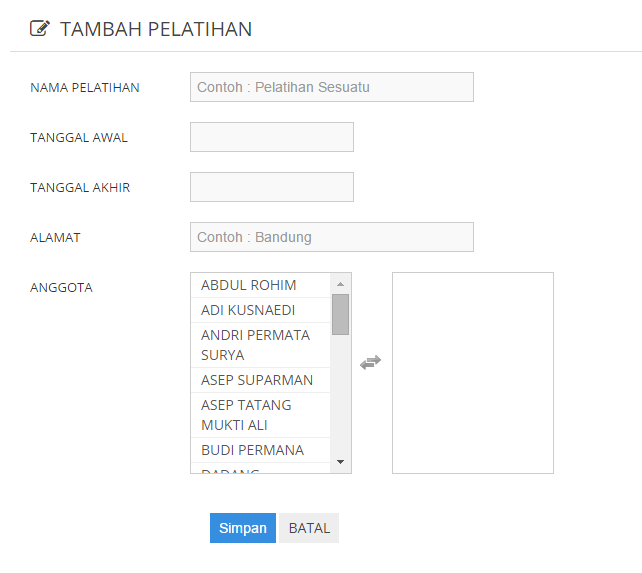 TAMBAH PELATIHAN
NAMA PELATIHAN
Contoh : Pelatihan Sesuatu
TANGGAL AWAL
TANGGAL AKHIR
ALAMAT
Contoh : Bandung
ANGGOTA
ABDUL ROHIM
ADI KUSNAEDI
ANDRI PERMATA
SURYA
ASEP SUPARMAN
ASEP TATANG
MUKTI ALI
BUDI PERMANA
DADANG
Simpan
BATAL